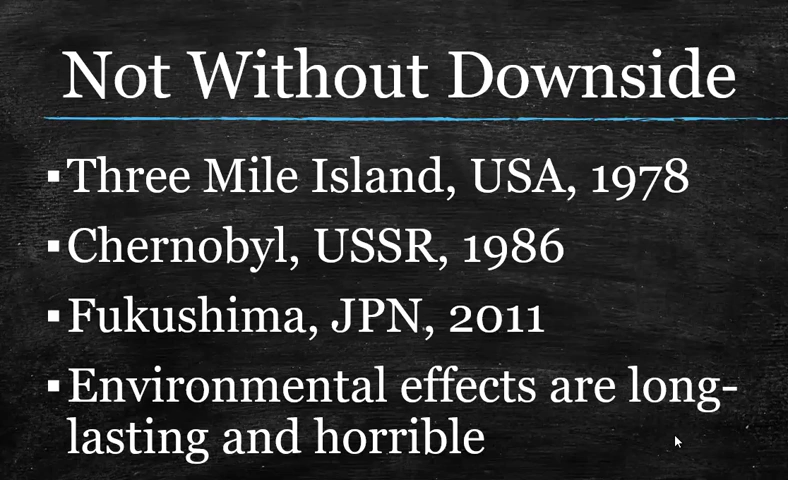 Not Without Downside
▪Three Mile Island, USA, 1978
▪Chernobyl, USSR, 1986
▪Fukushima, JPN, 2011
▪Environmental effects are long-
lasting and horrible